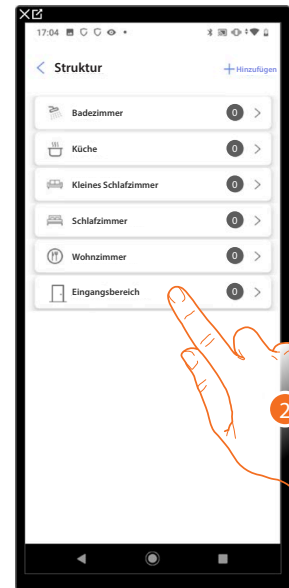 17:04
Struktur
Hinzufügen
Badezimmer 0
Küche 0
Kleines Schlafzimmer 0
Schlafzimmer 0
Wohnzimmer 0
Eingangsbereich 0
2